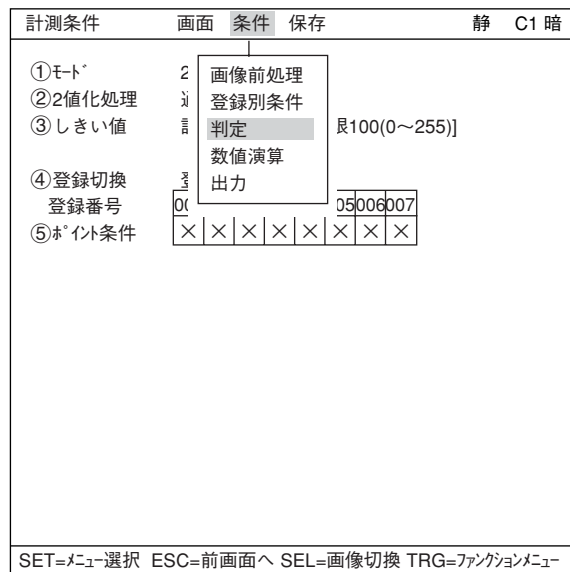 計測条件 画面 条件 保存 静 C1 暗
①ﾓｰﾄﾞ 2
②2値化処理
③しきい値 限100(0～255)]
画像前処理
登録別条件
判定
数値演算
出力
④登録切換
登録番号 00 05 006 007
⑤ﾎﾟｲﾝﾄ条件 × × × × × × × ×
SET=ﾒﾆｭｰ選択 ESC=前画面へ SEL=画像切換 TRG=ﾌｧﾝｸｼｮﾝﾒﾆｭｰ